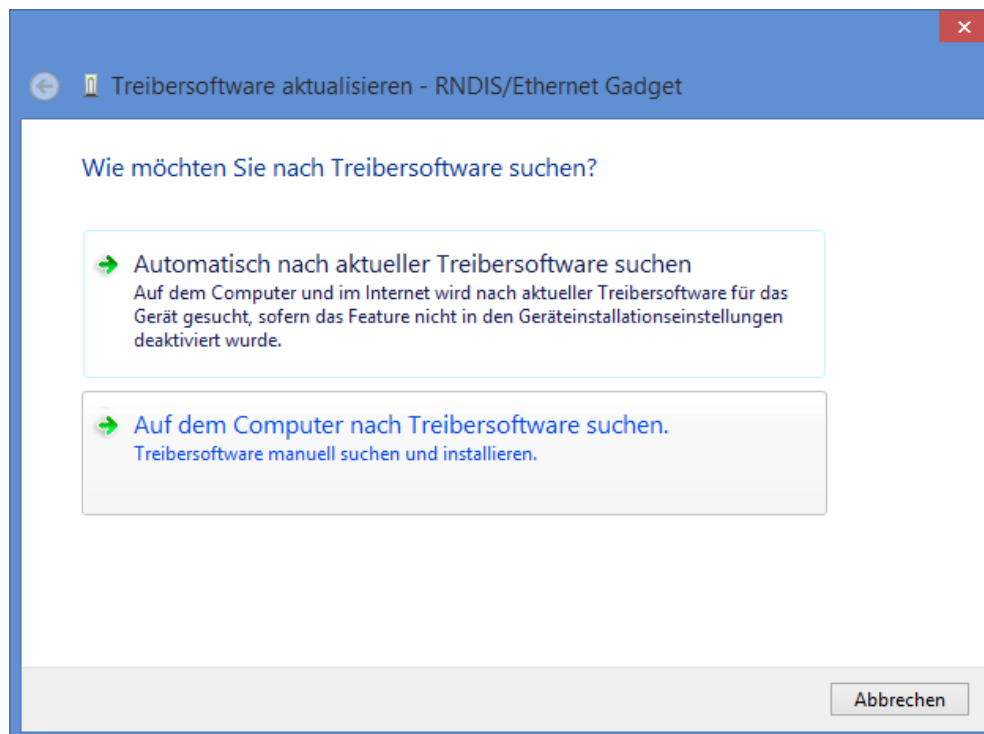 Treibersoftware aktualisieren - RNDIS/Ethernet Gadget
Wie möchten Sie nach Treibersoftware suchen?
Automatisch nach aktueller Treibersoftware suchen
Auf dem Computer und im Internet wird nach aktueller Treibersoftware für das
Gerät gesucht, sofern das Feature nicht in den Geräteinstallationseinstellungen
deaktiviert wurde.
Auf dem Computer nach Treibersoftware suchen.
Treibersoftware manuell suchen und installieren.
Abbrechen